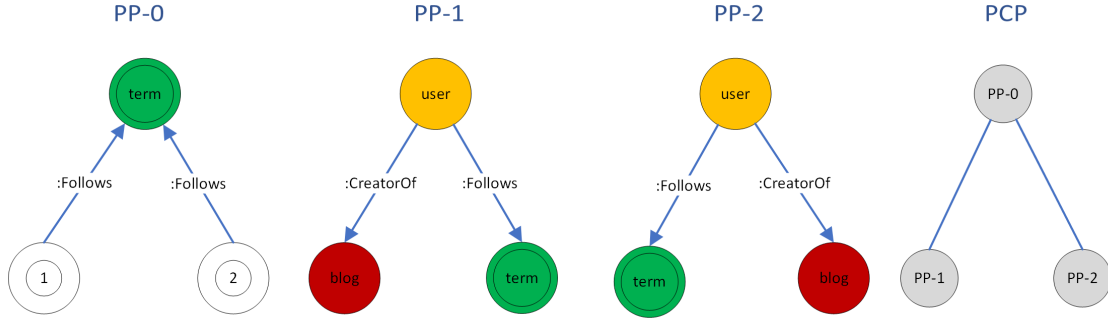 PP-0
PP-1
PP-2
PCP
term
user
user
PP-0
:Follows
:Follows
:CreatorOf
:Follows
:Follows
:CreatorOf
1
2
blog
term
term
blog
PP-1
PP-2